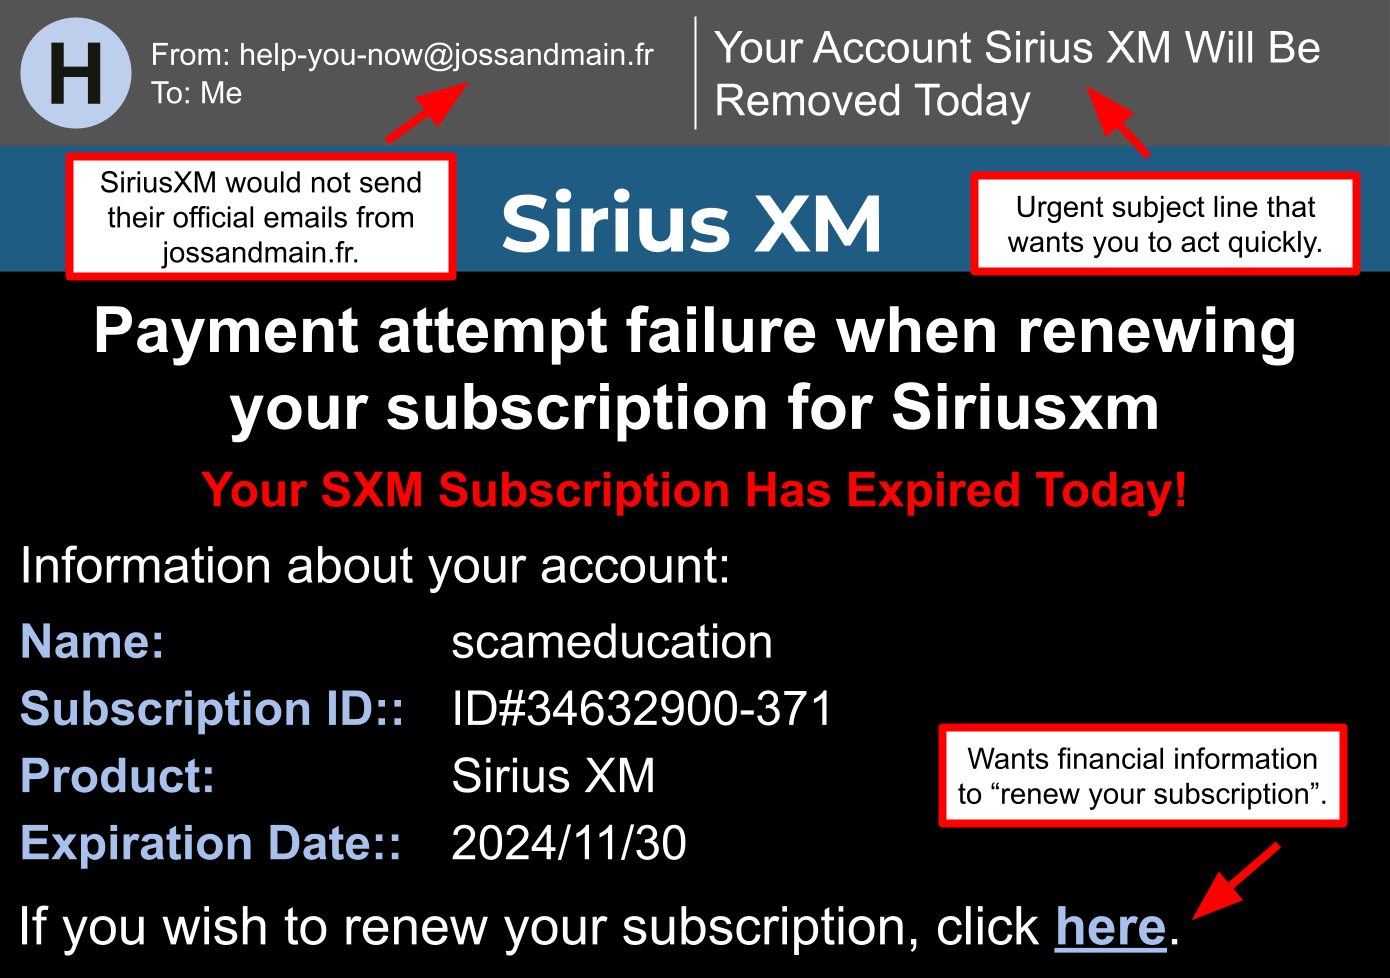 H
From: help-you-now@jossandmain.fr
To: Me
Your Account Sirius XM Will Be
Removed Today
SiriusXM would not send
their official emails from
jossandmain.fr.
Sirius XM
Urgent subject line that
wants you to act quickly.
Payment attempt failure when renewing
your subscription for Siriusxm
Your SXM Subscription Has Expired Today!
Information about your account:
Name: scameducation
Subscription ID:: ID#34632900-371
Product: Sirius XM
Expiration Date:: 2024/11/30
Wants financial information
to “renew your subscription”.
If you wish to renew your subscription, click here.